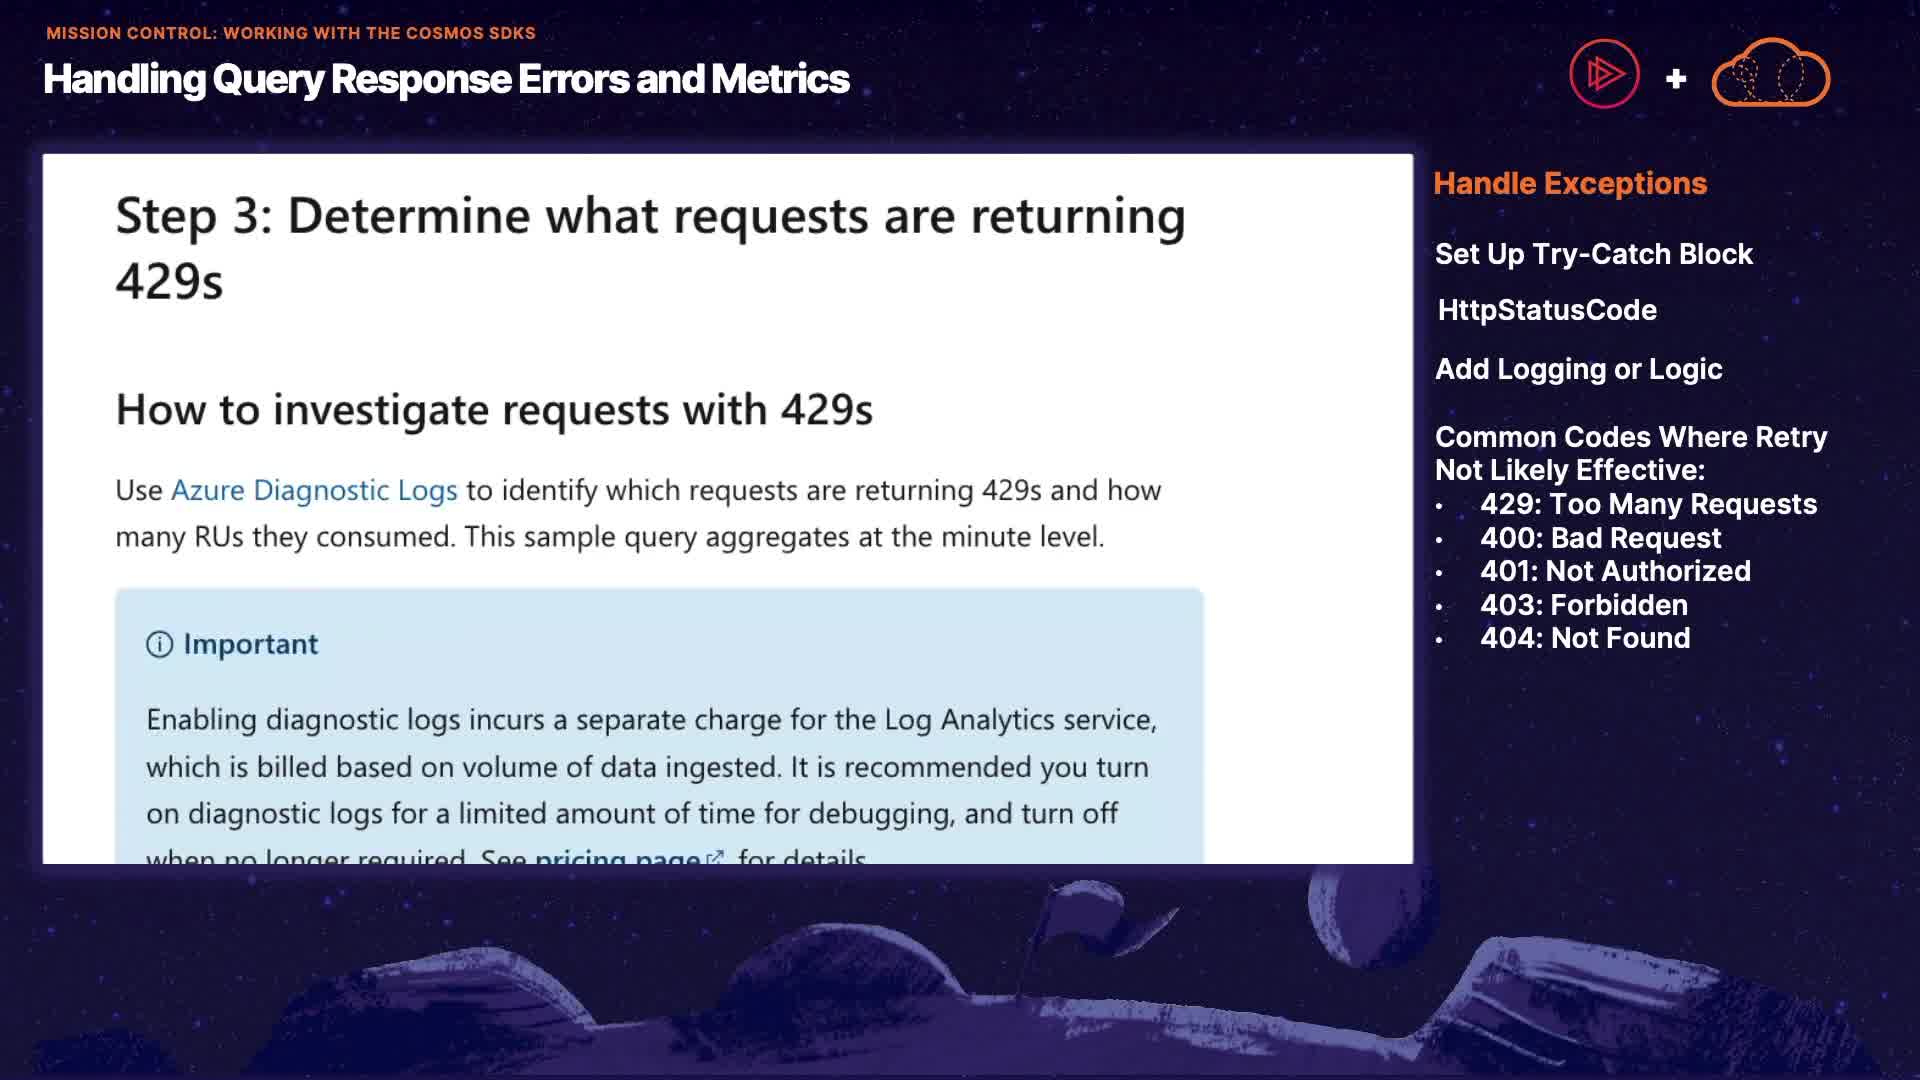 MISSION CONTROL: WORKING WITH THE COSMOS SDKS
Handling Query Response Errors and Metrics
+
Step 3: Determine what requests are returning
429s
How to investigate requests with 429s
Use Azure Diagnostic Logs to identify which requests are returning 429s and how
many RUs they consumed. This sample query aggregates at the minute level.
Important
Enabling diagnostic logs incurs a separate charge for the Log Analytics service,
which is billed based on volume of data ingested. It is recommended you turn
on diagnostic logs for a limited amount of time for debugging, and turn off
when no longer required. See pricing page for details.
Handle Exceptions
Set Up Try-Catch Block
HttpStatusCode
Add Logging or Logic
Common Codes Where Retry
Not Likely Effective:
• 429: Too Many Requests
• 400: Bad Request
• 401: Not Authorized
• 403: Forbidden
• 404: Not Found